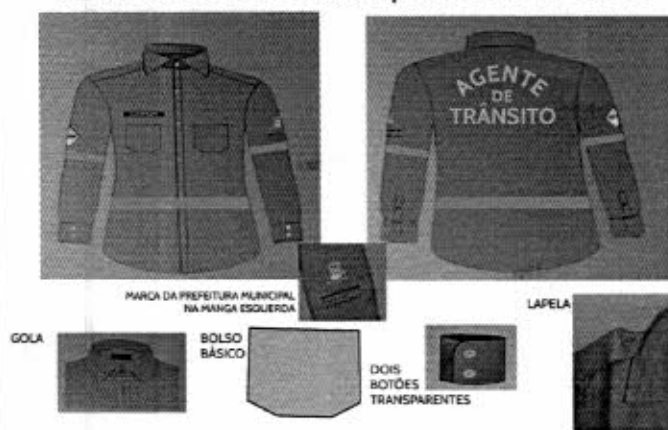 AGENTE
DE
TRÂNSITO
MARCA DA PREFEITURA MUNICIPAL
NA MANGA ESQUERDA
LAPELA
GOLA
BOLSO
BÁSICO
DOIS
BOTÕES
TRANSPARENTES